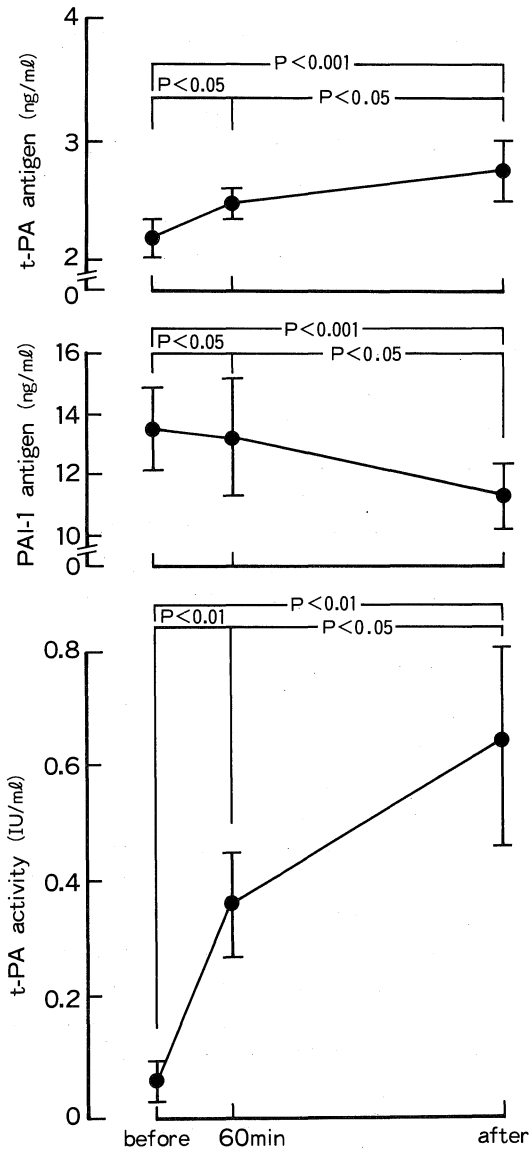 4
P<0.001
P<0.05
P<0.05
3
2
0
t-PA antigen (ng/mℓ)
P<0.001
P<0.05
P<0.05
16
14
12
10
0
PAI-1 antigen (ng/mℓ)
P<0.01
P<0.01
P<0.05
0.8
0.6
0.4
0.2
0
t-PA activity (IU/mℓ)
before 60min after